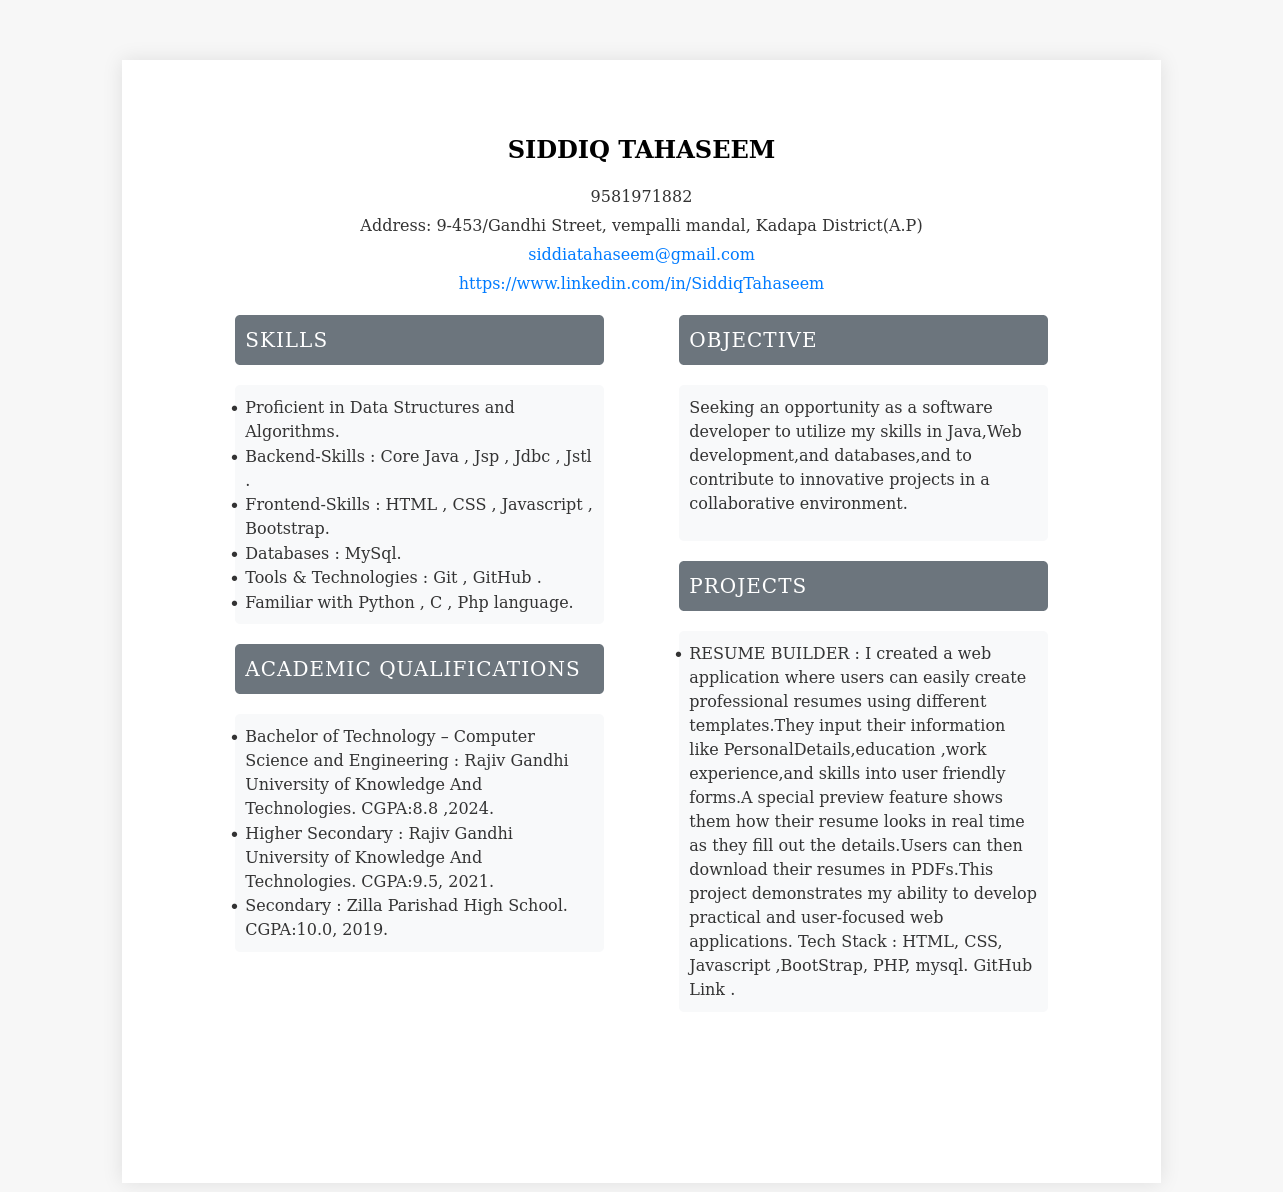 SIDDIQ TAHASEEM
9581971882
Address: 9-453/Gandhi Street, vempalli mandal, Kadapa District(A.P)
siddiatahaseem@gmail.com
https://www.linkedin.com/in/SiddiqTahaseem
SKILLS
• Proficient in Data Structures and
Algorithms.
• Backend-Skills : Core Java , Jsp , Jdbc , Jstl
.
• Frontend-Skills : HTML , CSS , Javascript ,
Bootstrap.
• Databases : MySql.
• Tools & Technologies : Git , GitHub .
• Familiar with Python , C , Php language.
ACADEMIC QUALIFICATIONS
• Bachelor of Technology – Computer
Science and Engineering : Rajiv Gandhi
University of Knowledge And
Technologies. CGPA:8.8 ,2024.
• Higher Secondary : Rajiv Gandhi
University of Knowledge And
Technologies. CGPA:9.5, 2021.
• Secondary : Zilla Parishad High School.
CGPA:10.0, 2019.
OBJECTIVE
Seeking an opportunity as a software
developer to utilize my skills in Java,Web
development,and databases,and to
contribute to innovative projects in a
collaborative environment.
PROJECTS
• RESUME BUILDER : I created a web
application where users can easily create
professional resumes using different
templates.They input their information
like PersonalDetails,education ,work
experience,and skills into user friendly
forms.A special preview feature shows
them how their resume looks in real time
as they fill out the details.Users can then
download their resumes in PDFs.This
project demonstrates my ability to develop
practical and user-focused web
applications. Tech Stack : HTML, CSS,
Javascript ,BootStrap, PHP, mysql. GitHub
Link .